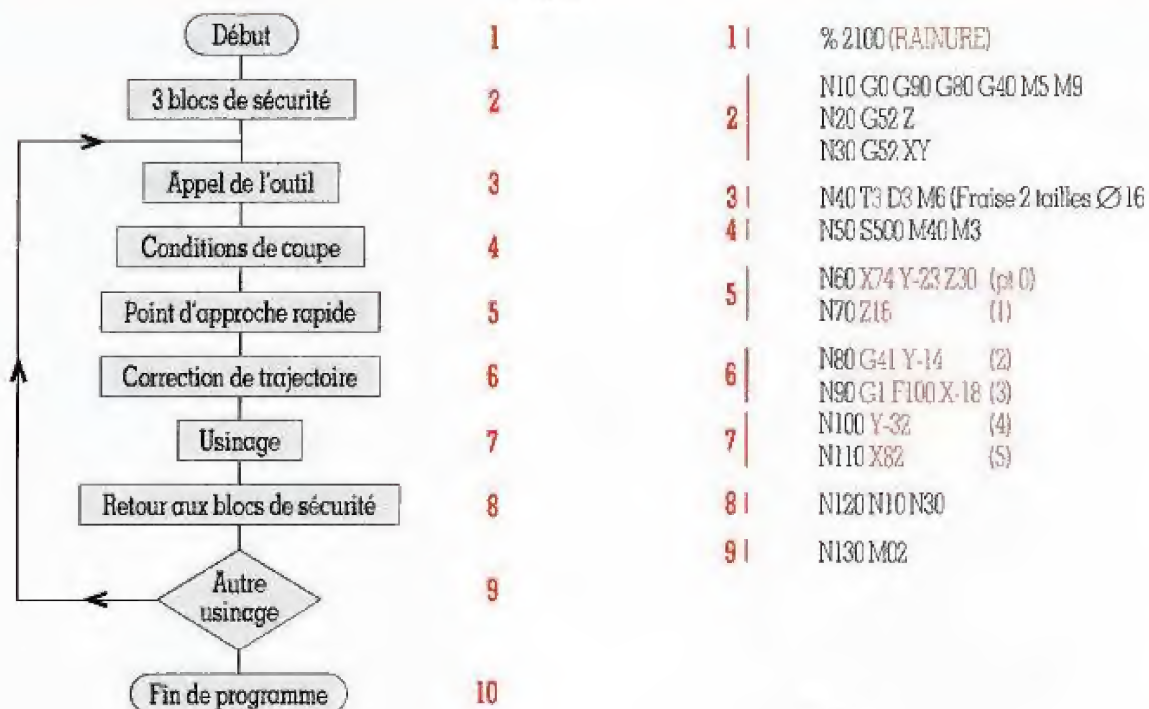 Début
1
3 blocs de sécurité
2
Appel de l'outil
3
Conditions de coupe
4
Point d'approche rapide
5
Correction de trajectoire
6
Usinage
7
Retour aux blocs de sécurité
8
Autre
usinage
9
Fin de programme
10
1
% 2100 (RAINURE)
2
N10 G0 G90 G80 G40 M5 M9
N20 G52 Z
N30 G52 XY
3
N40 T3 D3 M6 (Fraise 2 tailles ∅ 16
4
N50 S500 M40 M3
5
N60 X74 Y-23 Z30 (pt 0)
N70 Z16 (1)
6
N80 G41 Y-14 (2)
N90 G1 F100 X-18 (3)
7
N100 Y-32 (4)
N110 X82 (5)
8
N120 N10 N30
9
N130 M02